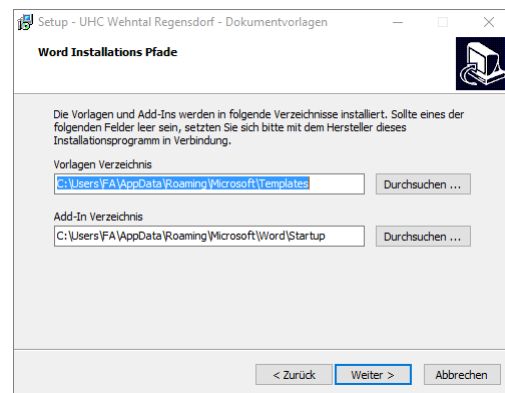 Setup - UHC Wehntal Regensdorf - Dokumentvorlagen
Word Installations Pfade
Die Vorlagen und Add-Ins werden in folgende Verzeichnisse installiert. Sollte eines der
folgenden Felder leer sein, setzten Sie sich bitte mit dem Hersteller dieses
Installationsprogramm in Verbindung.
Vorlagen Verzeichnis
C:\Users\FA\AppData\Roaming\Microsoft\Templates
Durchsuchen ...
Add-In Verzeichnis
C:\Users\FA\AppData\Roaming\Microsoft\Word\Startup
Durchsuchen ...
< Zurück
Weiter >
Abbrechen